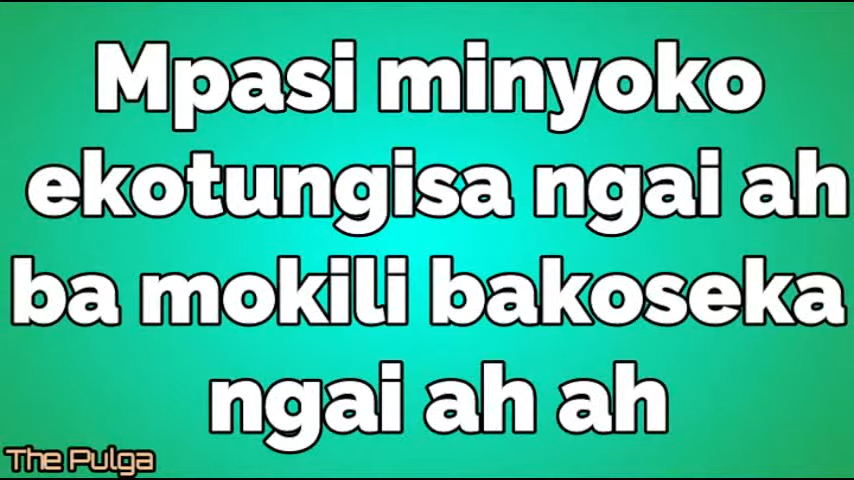 Mpasi minyoko
ekotungisa ngai ah
ba mokili bakoseka
ngai ah ah
The Pulga